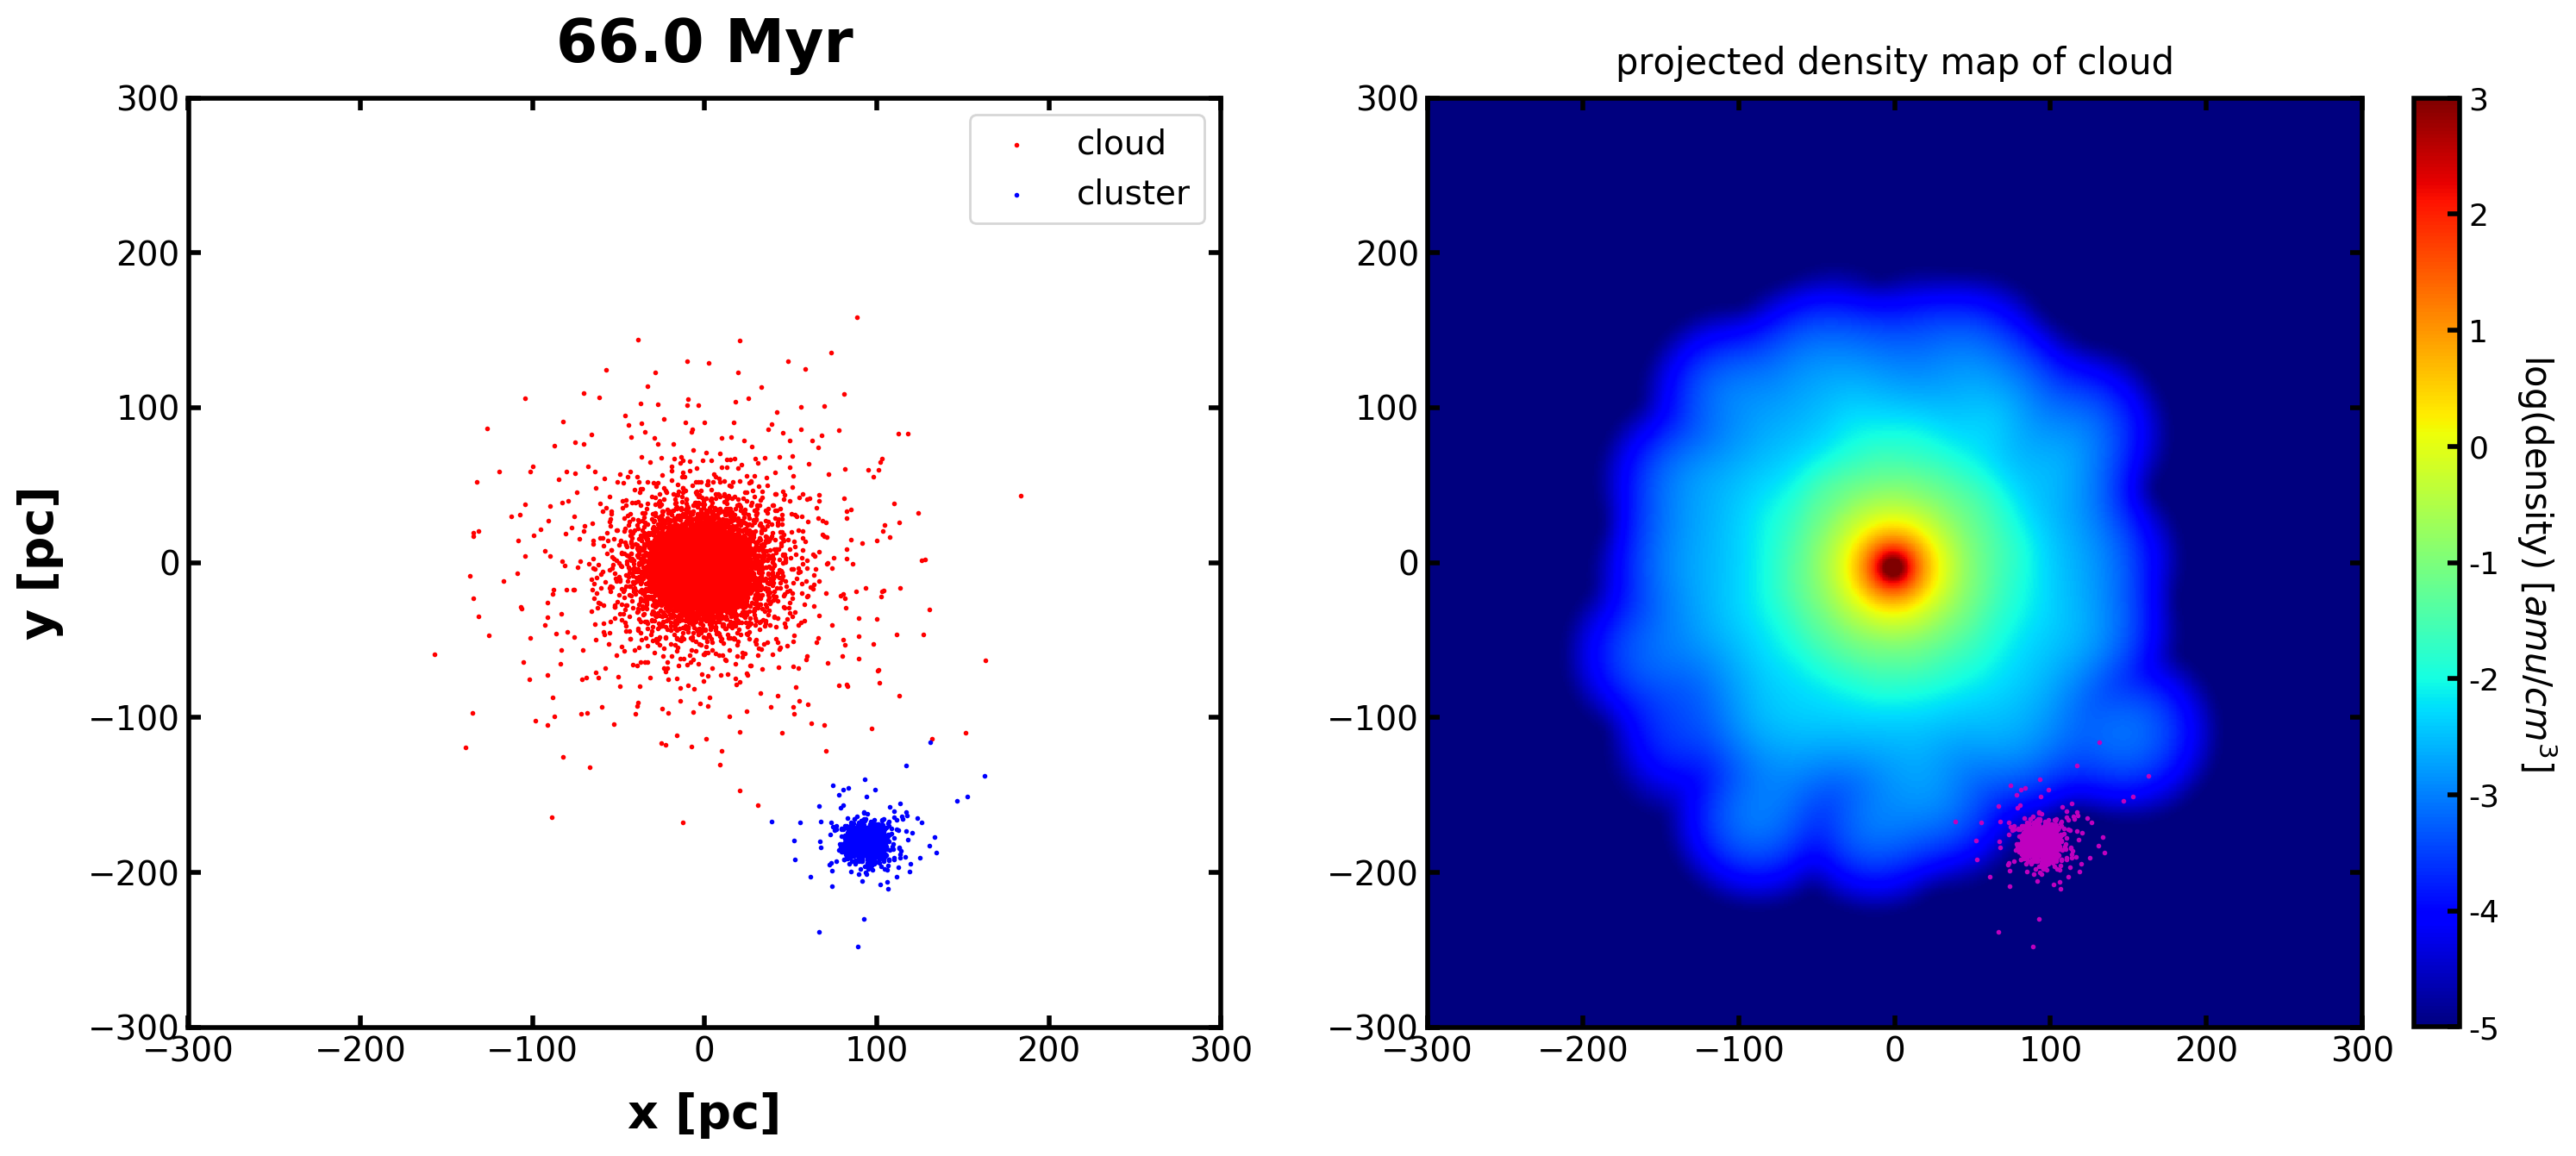 66.0 Myr
projected density map of cloud
cloud
cluster
300
200
100
0
−100
−200
−300
y [pc]
−300 −200 −100 0 100 200 300
x [pc]
300
200
100
0
−100
−200
−300
−300 −200 −100 0 100 200 300
3
2
1
0
-1
-2
-3
-4
-5
log(density) [amu/cm³]